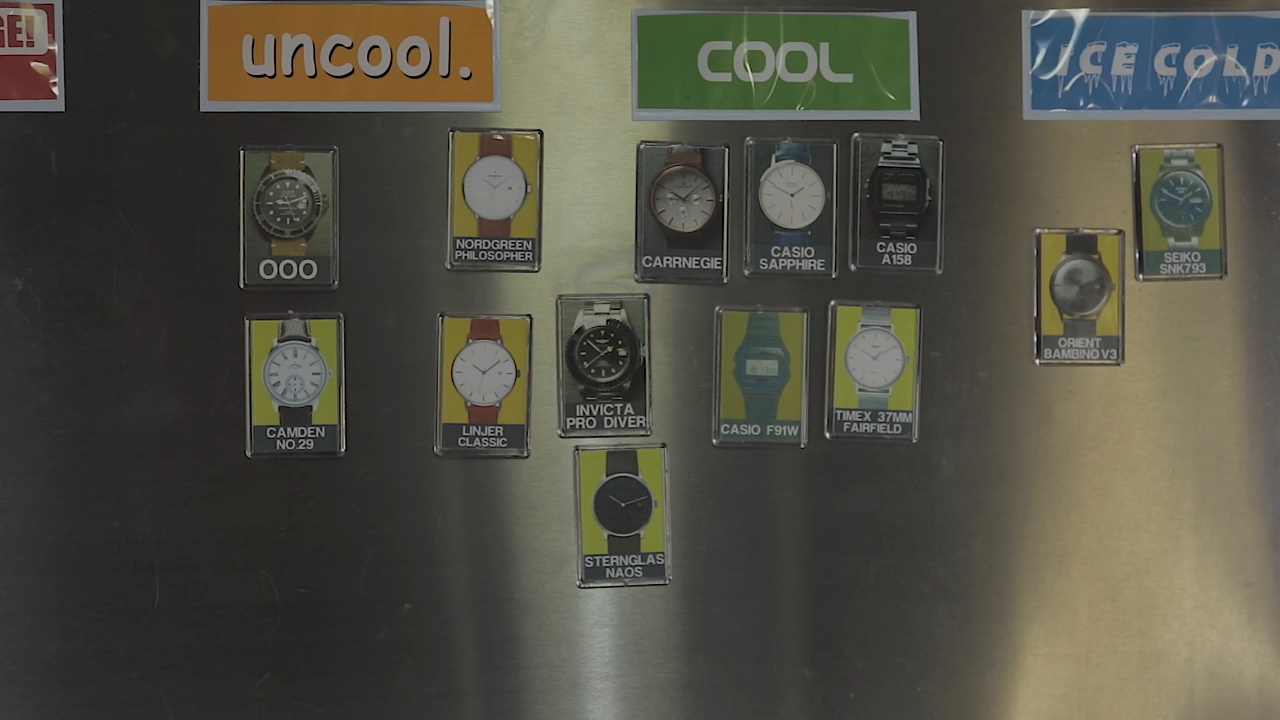 GE!
uncool.
COOL
ICE COLD
OOO
NORDGREEN
PHILOSOPHER
CARRNEGIE
CASIO
SAPPHIRE
CASIO
A158
SEIKO
SNK793
ORIENT
BAMBINO V3
CAMDEN
NO.29
LINJER
CLASSIC
INVICTA
PRO DIVER
CASIO F91W
TIMEX 37MM
FAIRFIELD
STERNGLAS
NAOS